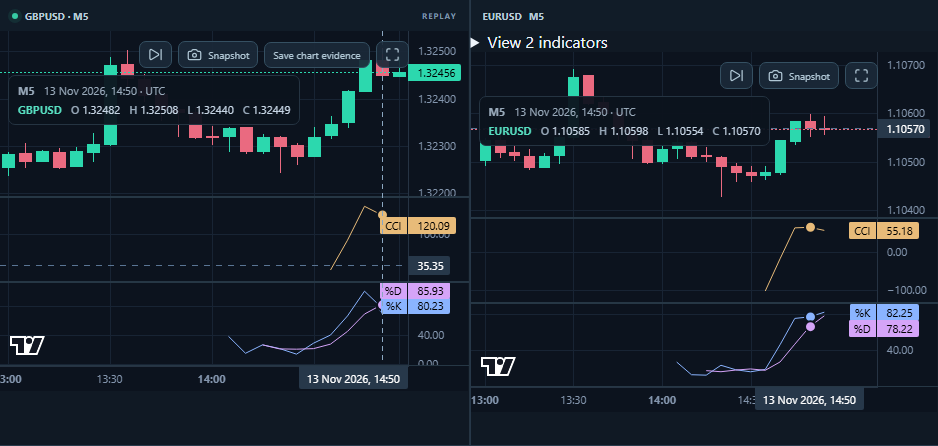 GBPUSD · M5
REPLAY
Snapshot
Save chart evidence
M5 13 Nov 2026, 14:50 · UTC
GBPUSD O 1.32482 H 1.32508 L 1.32440 C 1.32449
1.32500
1.32456
1.32400
1.32300
1.32200
CCI 120.09
100.00
35.35
%D 85.93
%K 80.23
40.00
0.00
13:30
14:00
13 Nov 2026, 14:50
EURUSD M5
View 2 indicators
Snapshot
M5 13 Nov 2026, 14:50 · UTC
EURUSD O 1.10585 H 1.10598 L 1.10554 C 1.10570
1.10700
1.10600
1.10570
1.10500
1.10400
CCI 55.18
0.00
−100.00
%K 82.25
%D 78.22
40.00
13:00
13:30
14:00
13 Nov 2026, 14:50